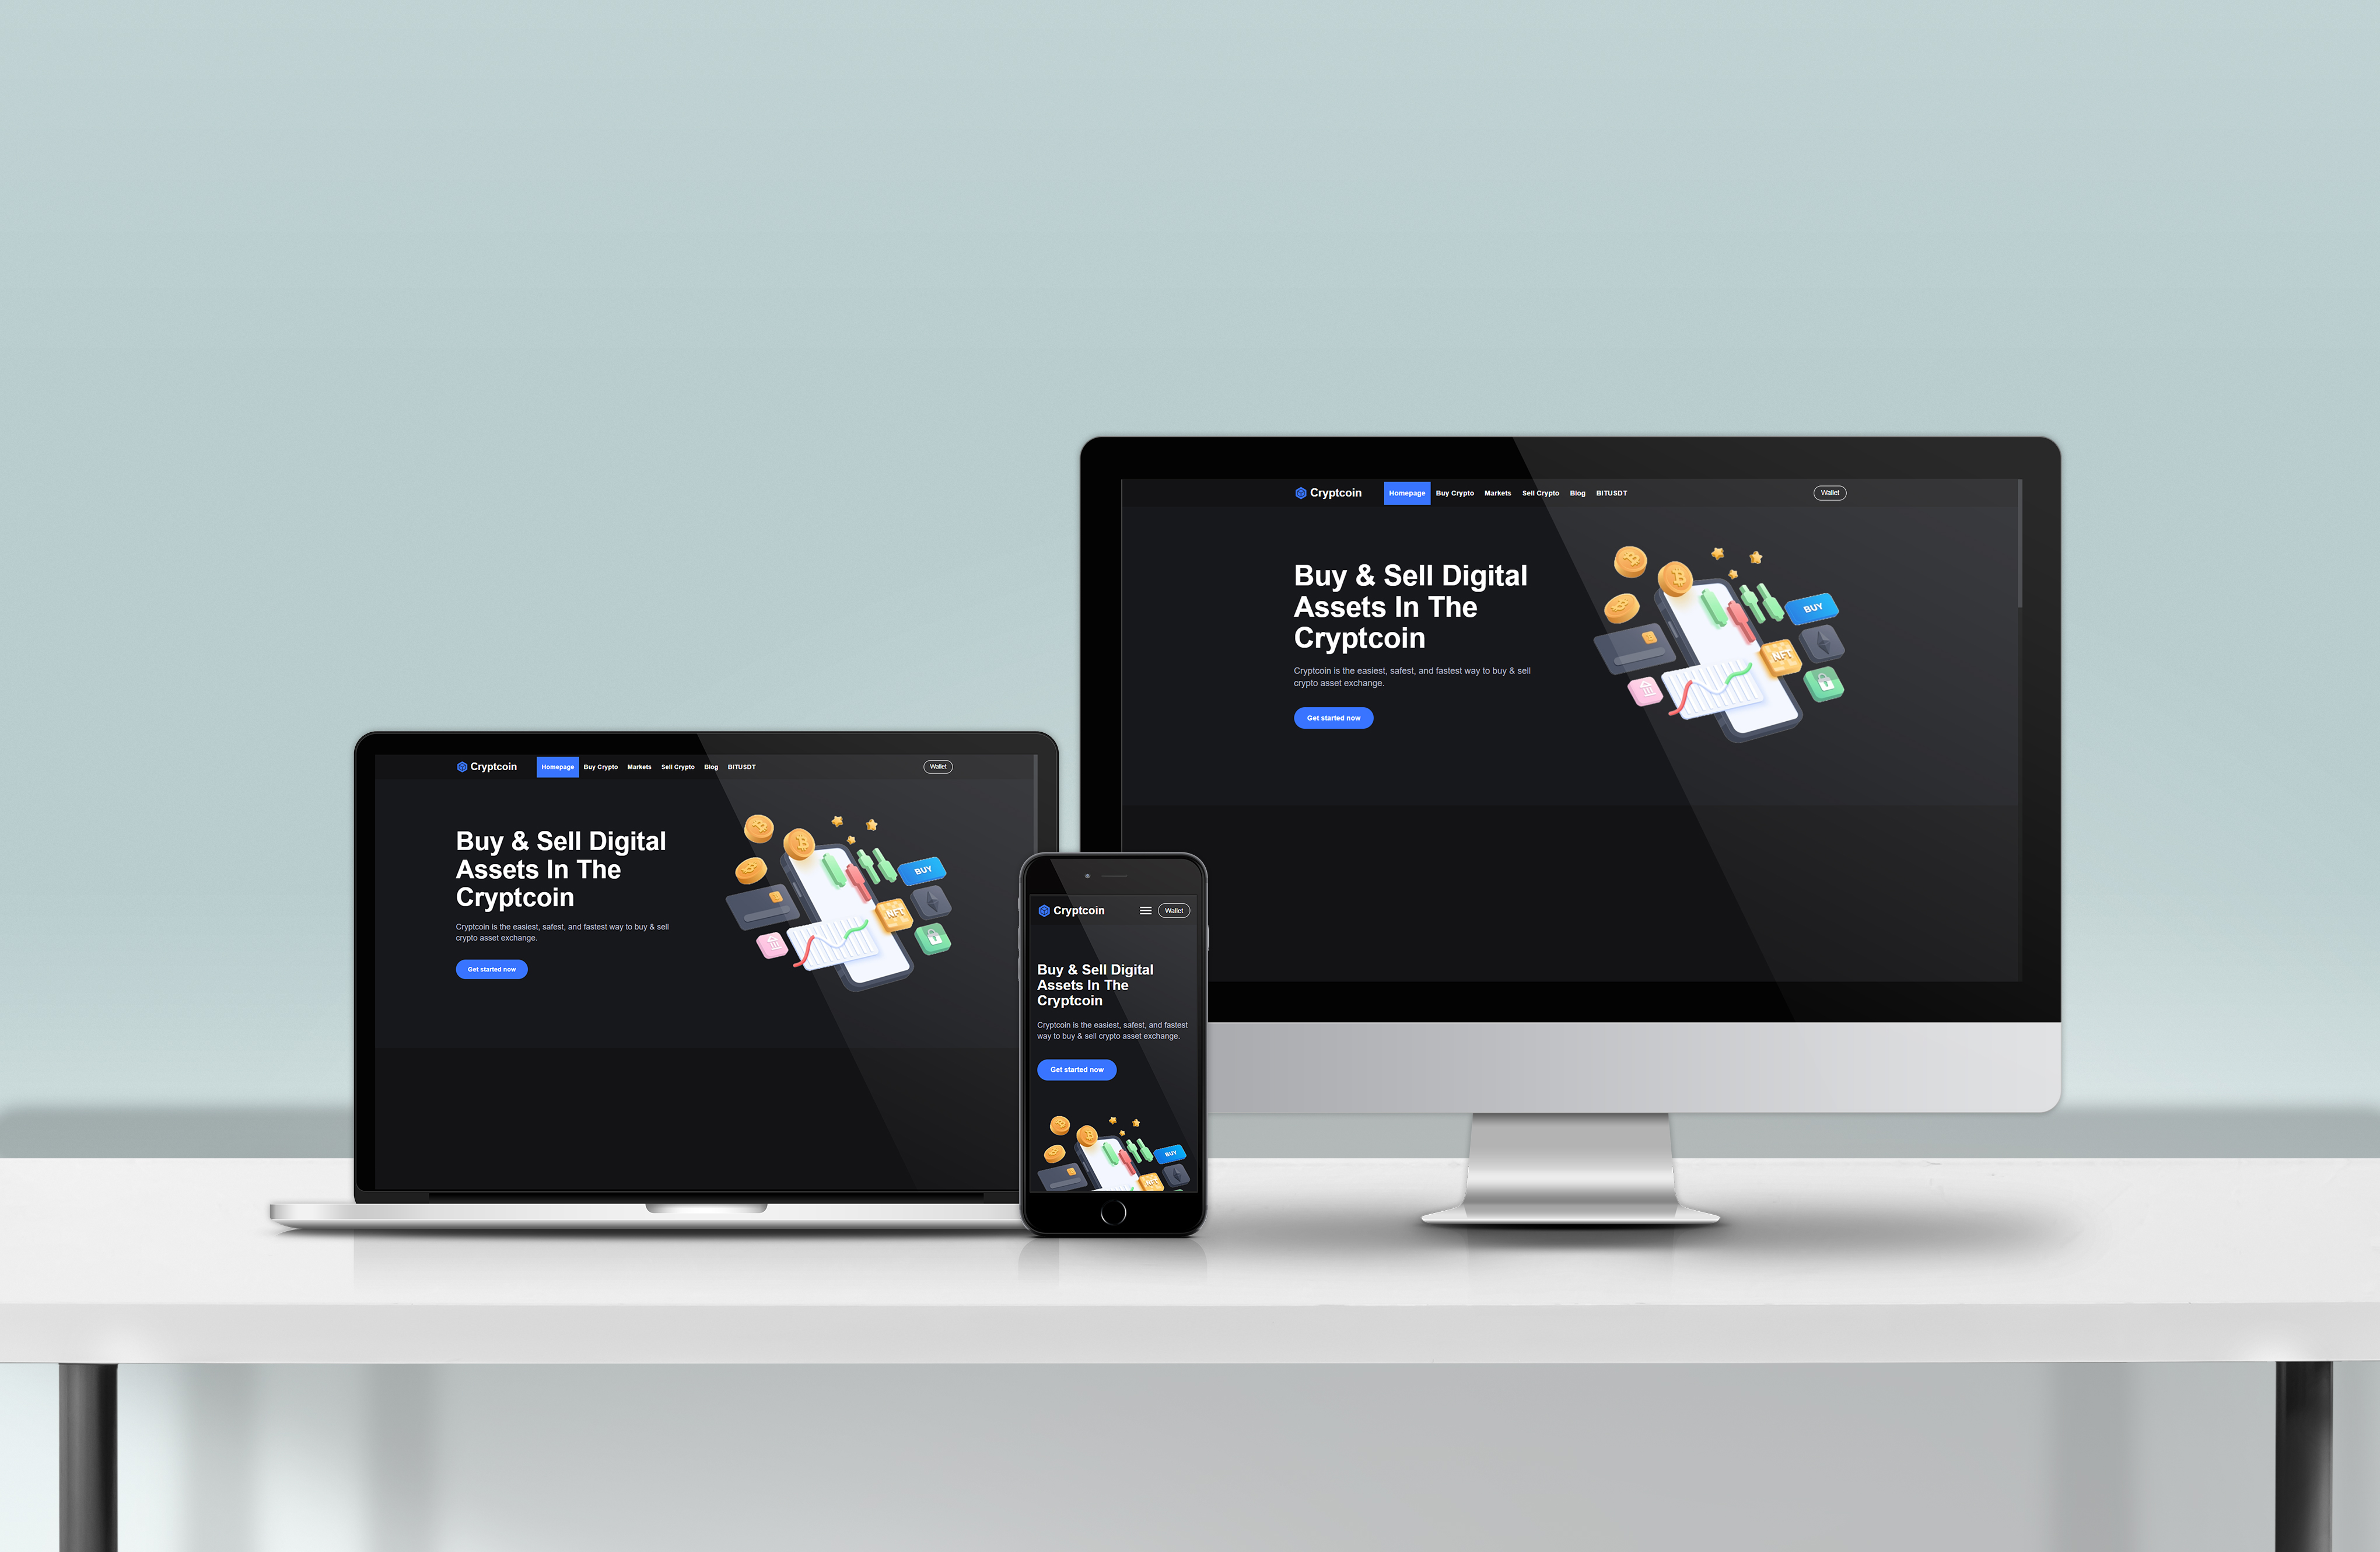 Cryptcoin Homepage Buy Crypto Markets Sell Crypto Blog BITUSDT Wallet
Buy & Sell Digital
Assets In The
Cryptcoin
Cryptcoin is the easiest, safest, and fastest way to buy & sell
crypto asset exchange.
Get started now
BUY
NFT
Cryptcoin Homepage Buy Crypto Markets Sell Crypto Blog BITUSDT Wallet
Buy & Sell Digital
Assets In The
Cryptcoin
Cryptcoin is the easiest, safest, and fastest way to buy & sell
crypto asset exchange.
Get started now
BUY
NFT
Cryptcoin Wallet
Buy & Sell Digital
Assets In The
Cryptcoin
Cryptcoin is the easiest, safest, and fastest
way to buy & sell crypto asset exchange.
Get started now
BUY
NFT